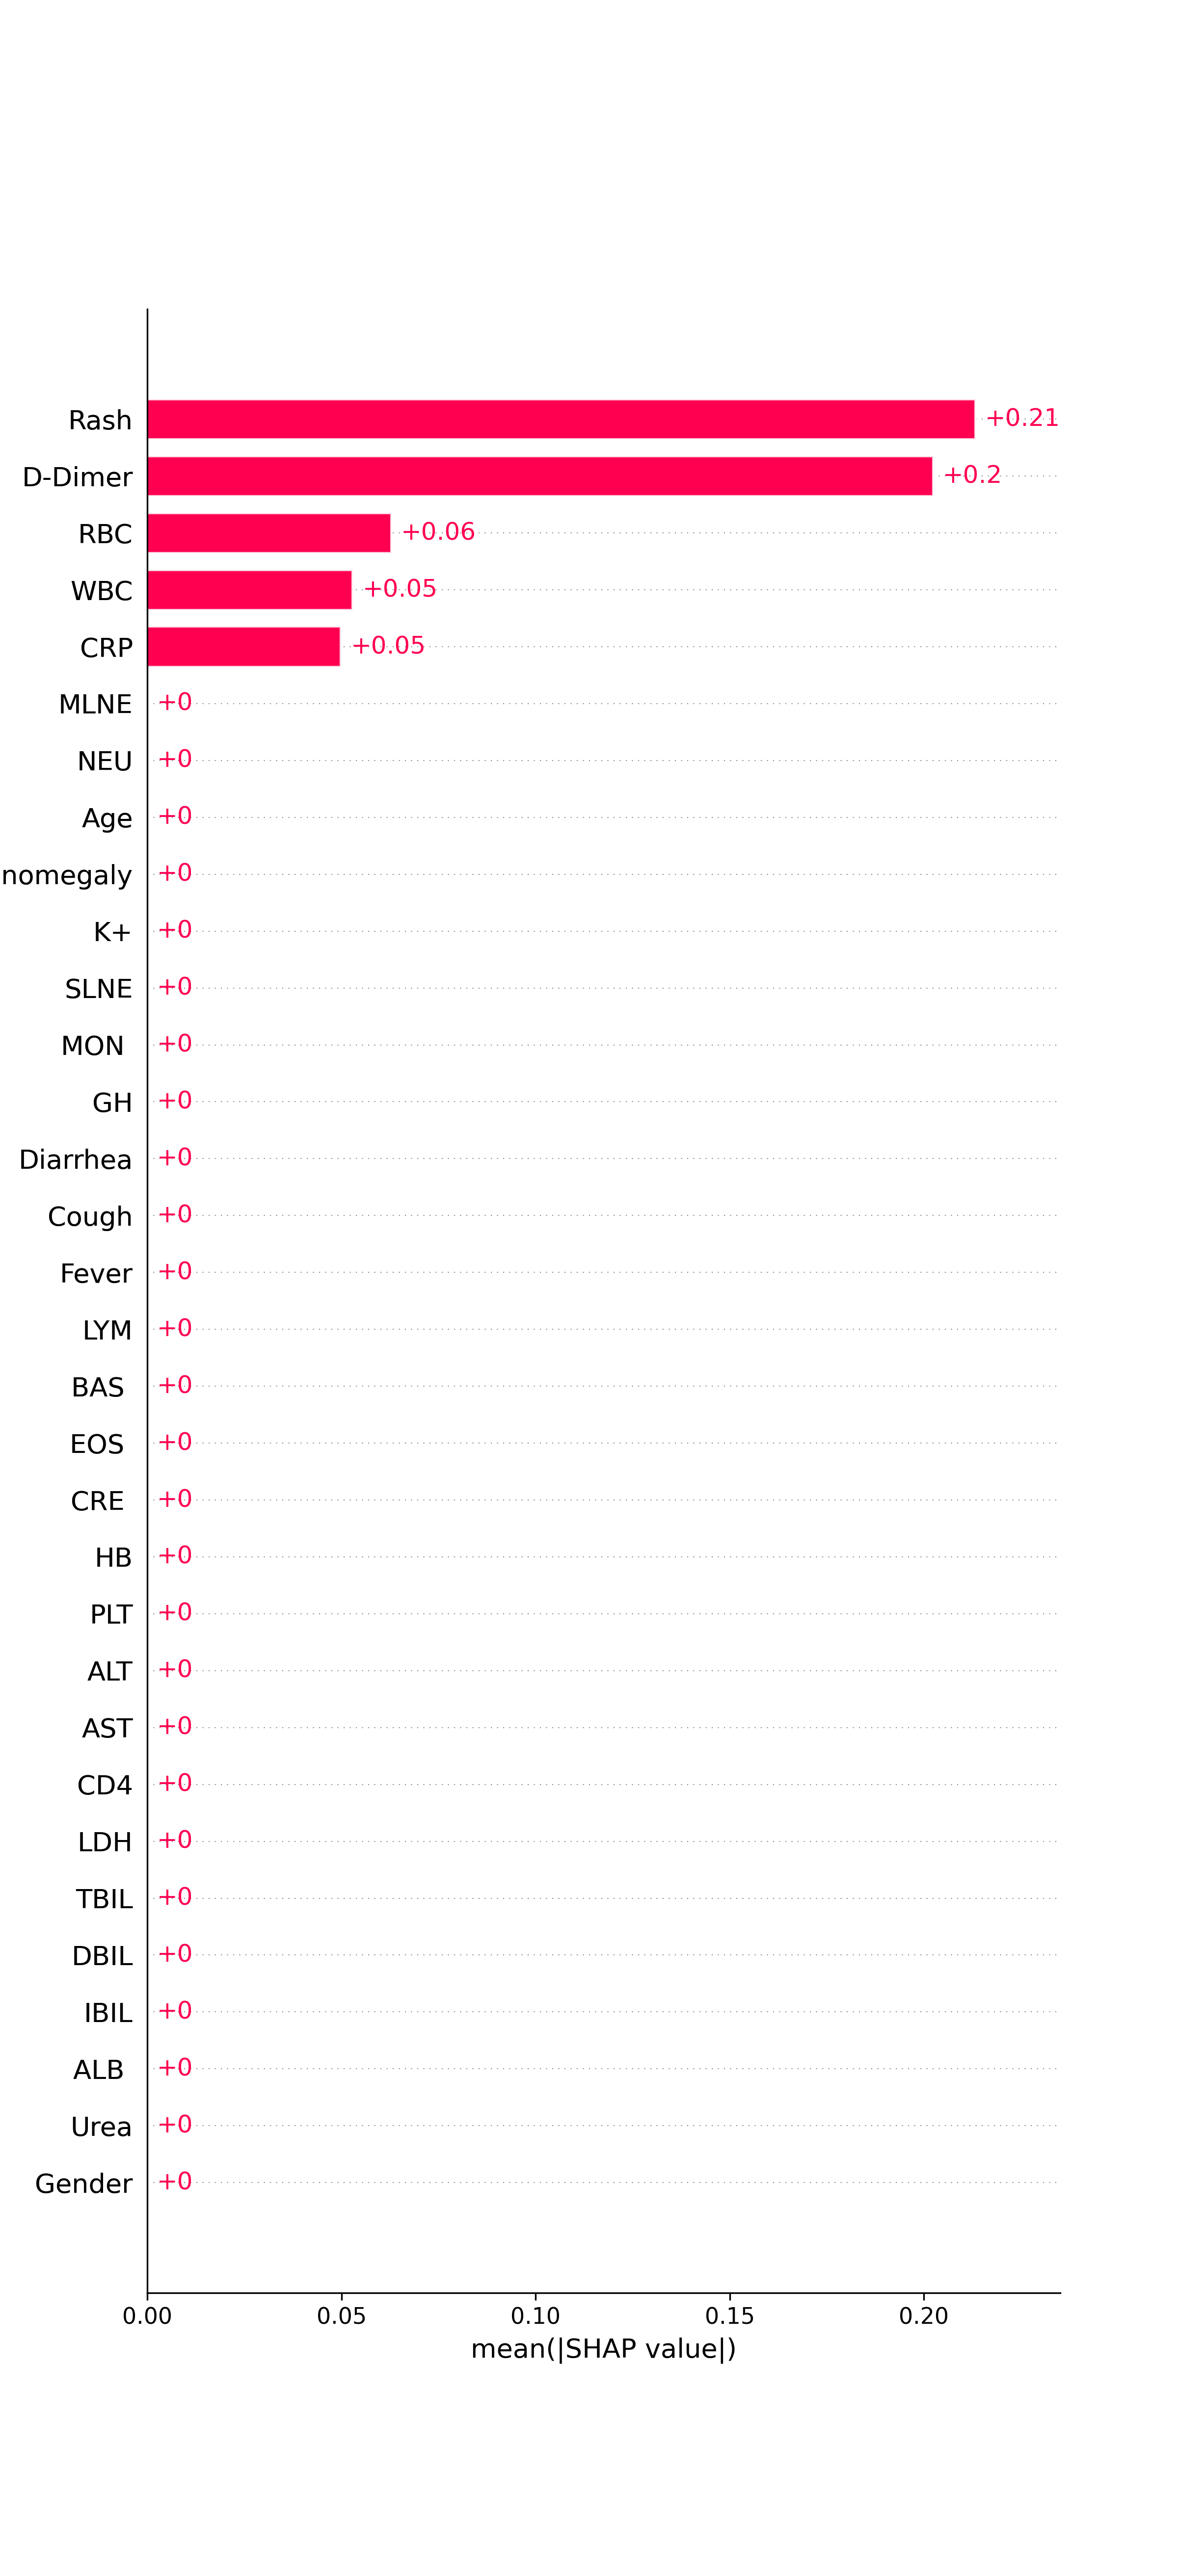 Rash +0.21
D-Dimer +0.2
RBC +0.06
WBC +0.05
CRP +0.05
MLNE +0
NEU +0
Age +0
nomegaly +0
K+ +0
SLNE +0
MON +0
GH +0
Diarrhea +0
Cough +0
Fever +0
LYM +0
BAS +0
EOS +0
CRE +0
HB +0
PLT +0
ALT +0
AST +0
CD4 +0
LDH +0
TBIL +0
DBIL +0
IBIL +0
ALB +0
Urea +0
Gender +0
0.00 0.05 0.10 0.15 0.20
mean(|SHAP value|)